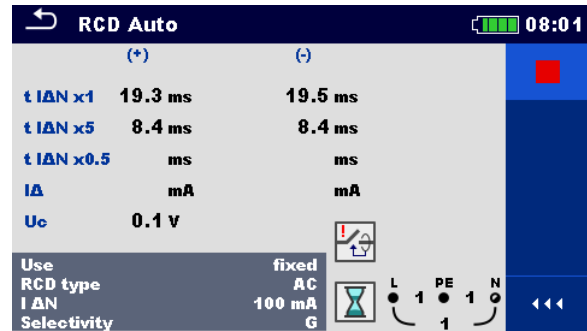 RCD Auto 08:01
(+) (-)
t IΔN x1 19.3 ms 19.5 ms
t IΔN x5 8.4 ms 8.4 ms
t IΔN x0.5 ms ms
IΔ mA mA
Uc 0.1 V
!
Use fixed
RCD type AC
I ΔN 100 mA
Selectivity G
L PE N
1 1
1